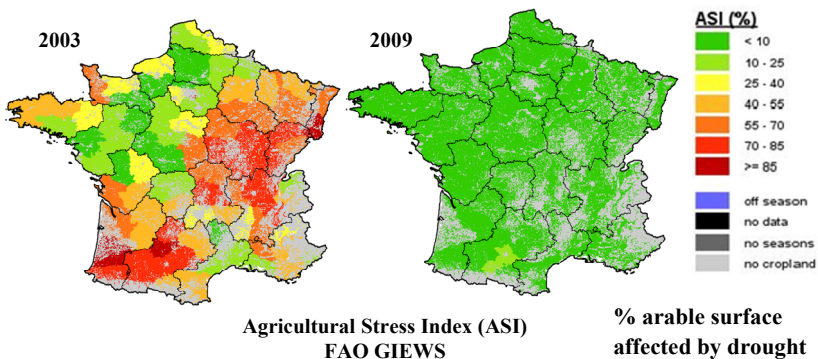 2003
2009
ASI (%)
< 10
10 - 25
25 - 40
40 - 55
55 - 70
70 - 85
>= 85
off season
no data
no seasons
no cropland
Agricultural Stress Index (ASI)
FAO GIEWS
% arable surface
affected by drought